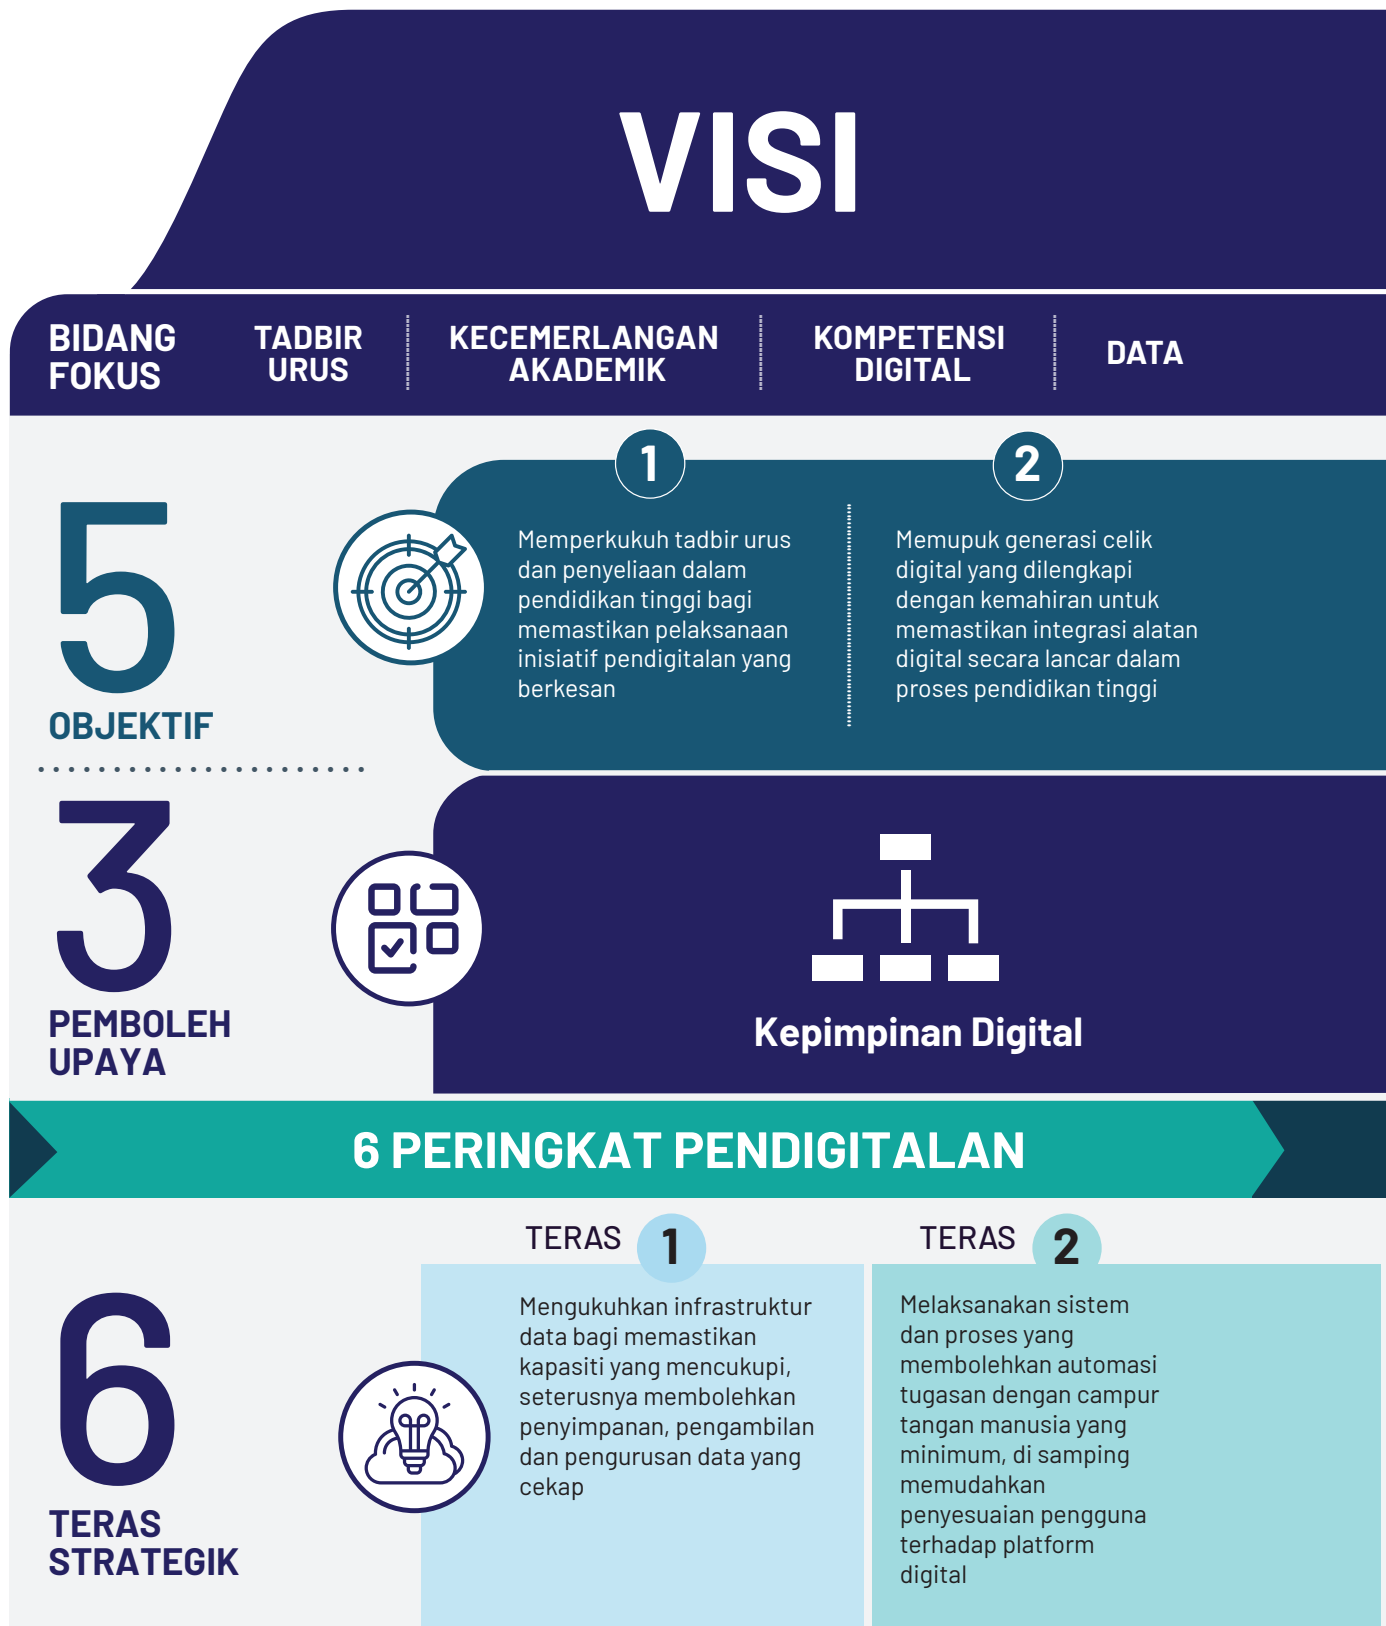 VISI
BIDANG
FOKUS
TADBIR
URUS
KECEMERLANGAN
AKADEMIK
KOMPETENSI
DIGITAL
DATA
5
OBJEKTIF
1
Memperkukuh tadbir urus
dan penyeliaan dalam
pendidikan tinggi bagi
memastikan pelaksanaan
inisiatif pendigitalan yang
berkesan
2
Memupuk generasi celik
digital yang dilengkapi
dengan kemahiran untuk
memastikan integrasi alatan
digital secara lancar dalam
proses pendidikan tinggi
3
PEMBOLEH
UPAYA
Kepimpinan Digital
6 PERINGKAT PENDIGITALAN
6
TERAS
STRATEGIK
TERAS 1
Mengukuhkan infrastruktur
data bagi memastikan
kapasiti yang mencukupi,
seterusnya membolehkan
penyimpanan, pengambilan
dan pengurusan data yang
cekap
TERAS 2
Melaksanakan sistem
dan proses yang
membolehkan automasi
tugasan dengan campur
tangan manusia yang
minimum, di samping
memudahkan
penyesuaian pengguna
terhadap platform
digital